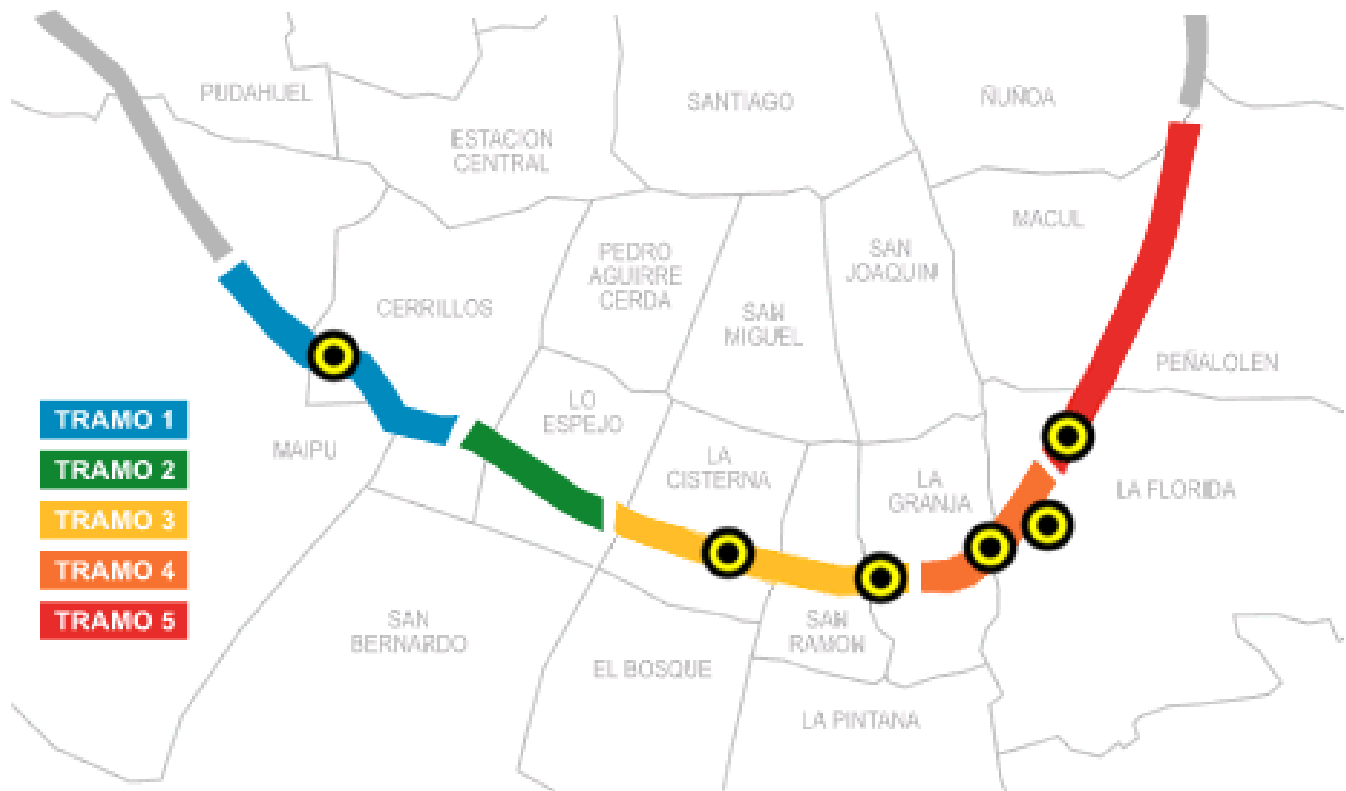 PUDAHUEL
ESTACION
CENTRAL
SANTIAGO
ÑUÑOA
MACUL
SAN
JOAQUIN
PEDRO
AGUIRRE
CERDA
CERRILLOS
SAN
MIGUEL
PEÑALOLEN
LO
ESPEJO
MAIPU
LA
CISTERNA
LA
GRANJA
LA FLORIDA
TRAMO 1
TRAMO 2
TRAMO 3
TRAMO 4
TRAMO 5
SAN
BERNARDO
SAN
RAMON
EL BOSQUE
LA PINTANA